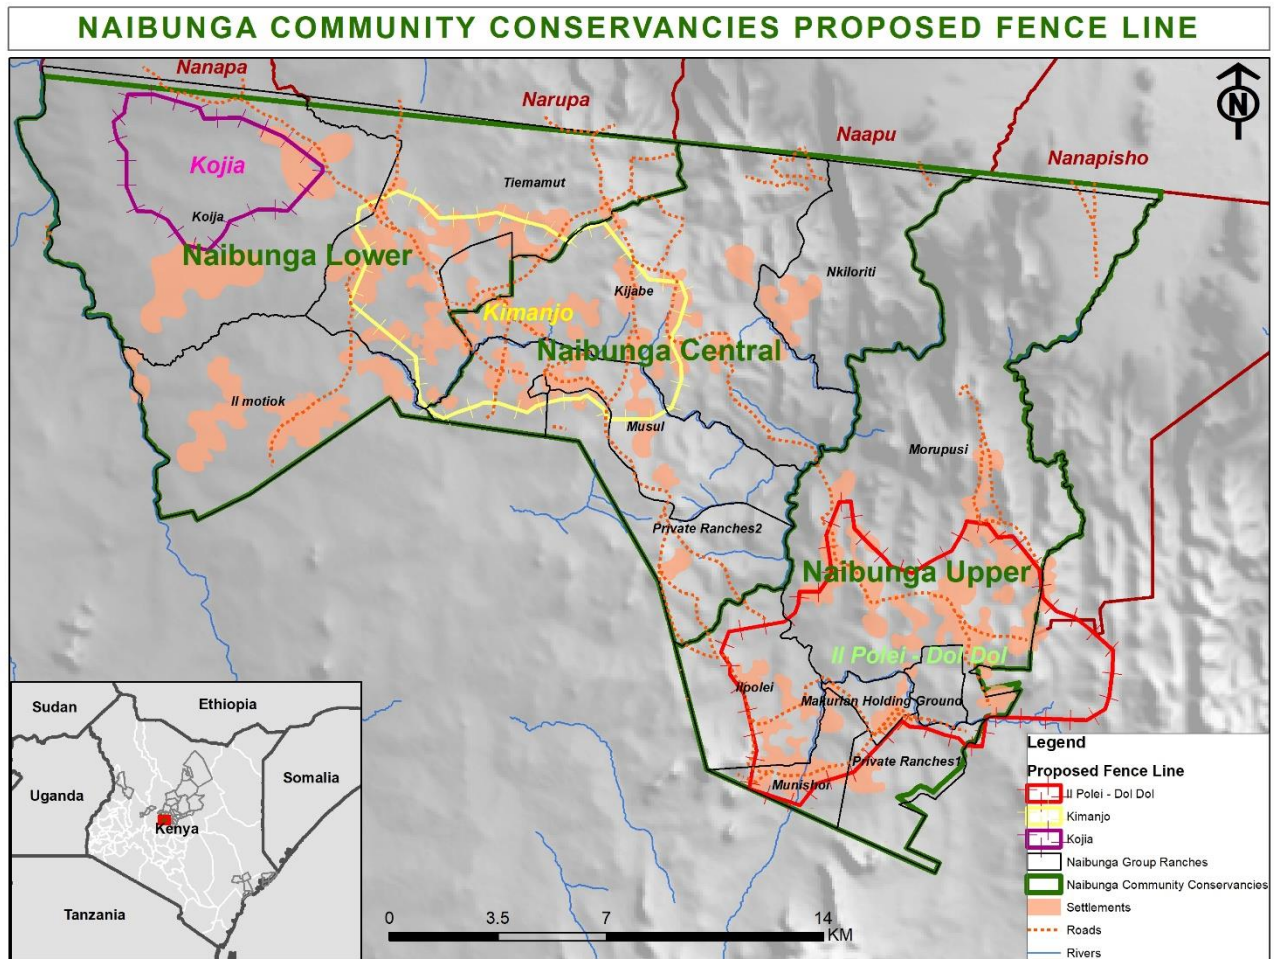 NAIBUNGA COMMUNITY CONSERVANCIES PROPOSED FENCE LINE
Nanapa
Narupa
Naapu
Nanapisho
N
Kojia
Koija
Tiemamut
Naibunga Lower
Nkiloriti
Kijabe
Kimanjo
Naibunga Central
Il motiok
Musul
Morupusi
Private Ranches2
Naibunga Upper
Il Polei - Dol Dol
Ilpolei
Makurian Holding Ground
Private Ranches1
Munishoi
Sudan
Ethiopia
Somalia
Uganda
Kenya
Tanzania
0 3.5 7 14
KM
Legend
Proposed Fence Line
Il Polei - Dol Dol
Kimanjo
Kojia
Naibunga Group Ranches
Naibunga Community Conservancies
Settlements
Roads
Rivers